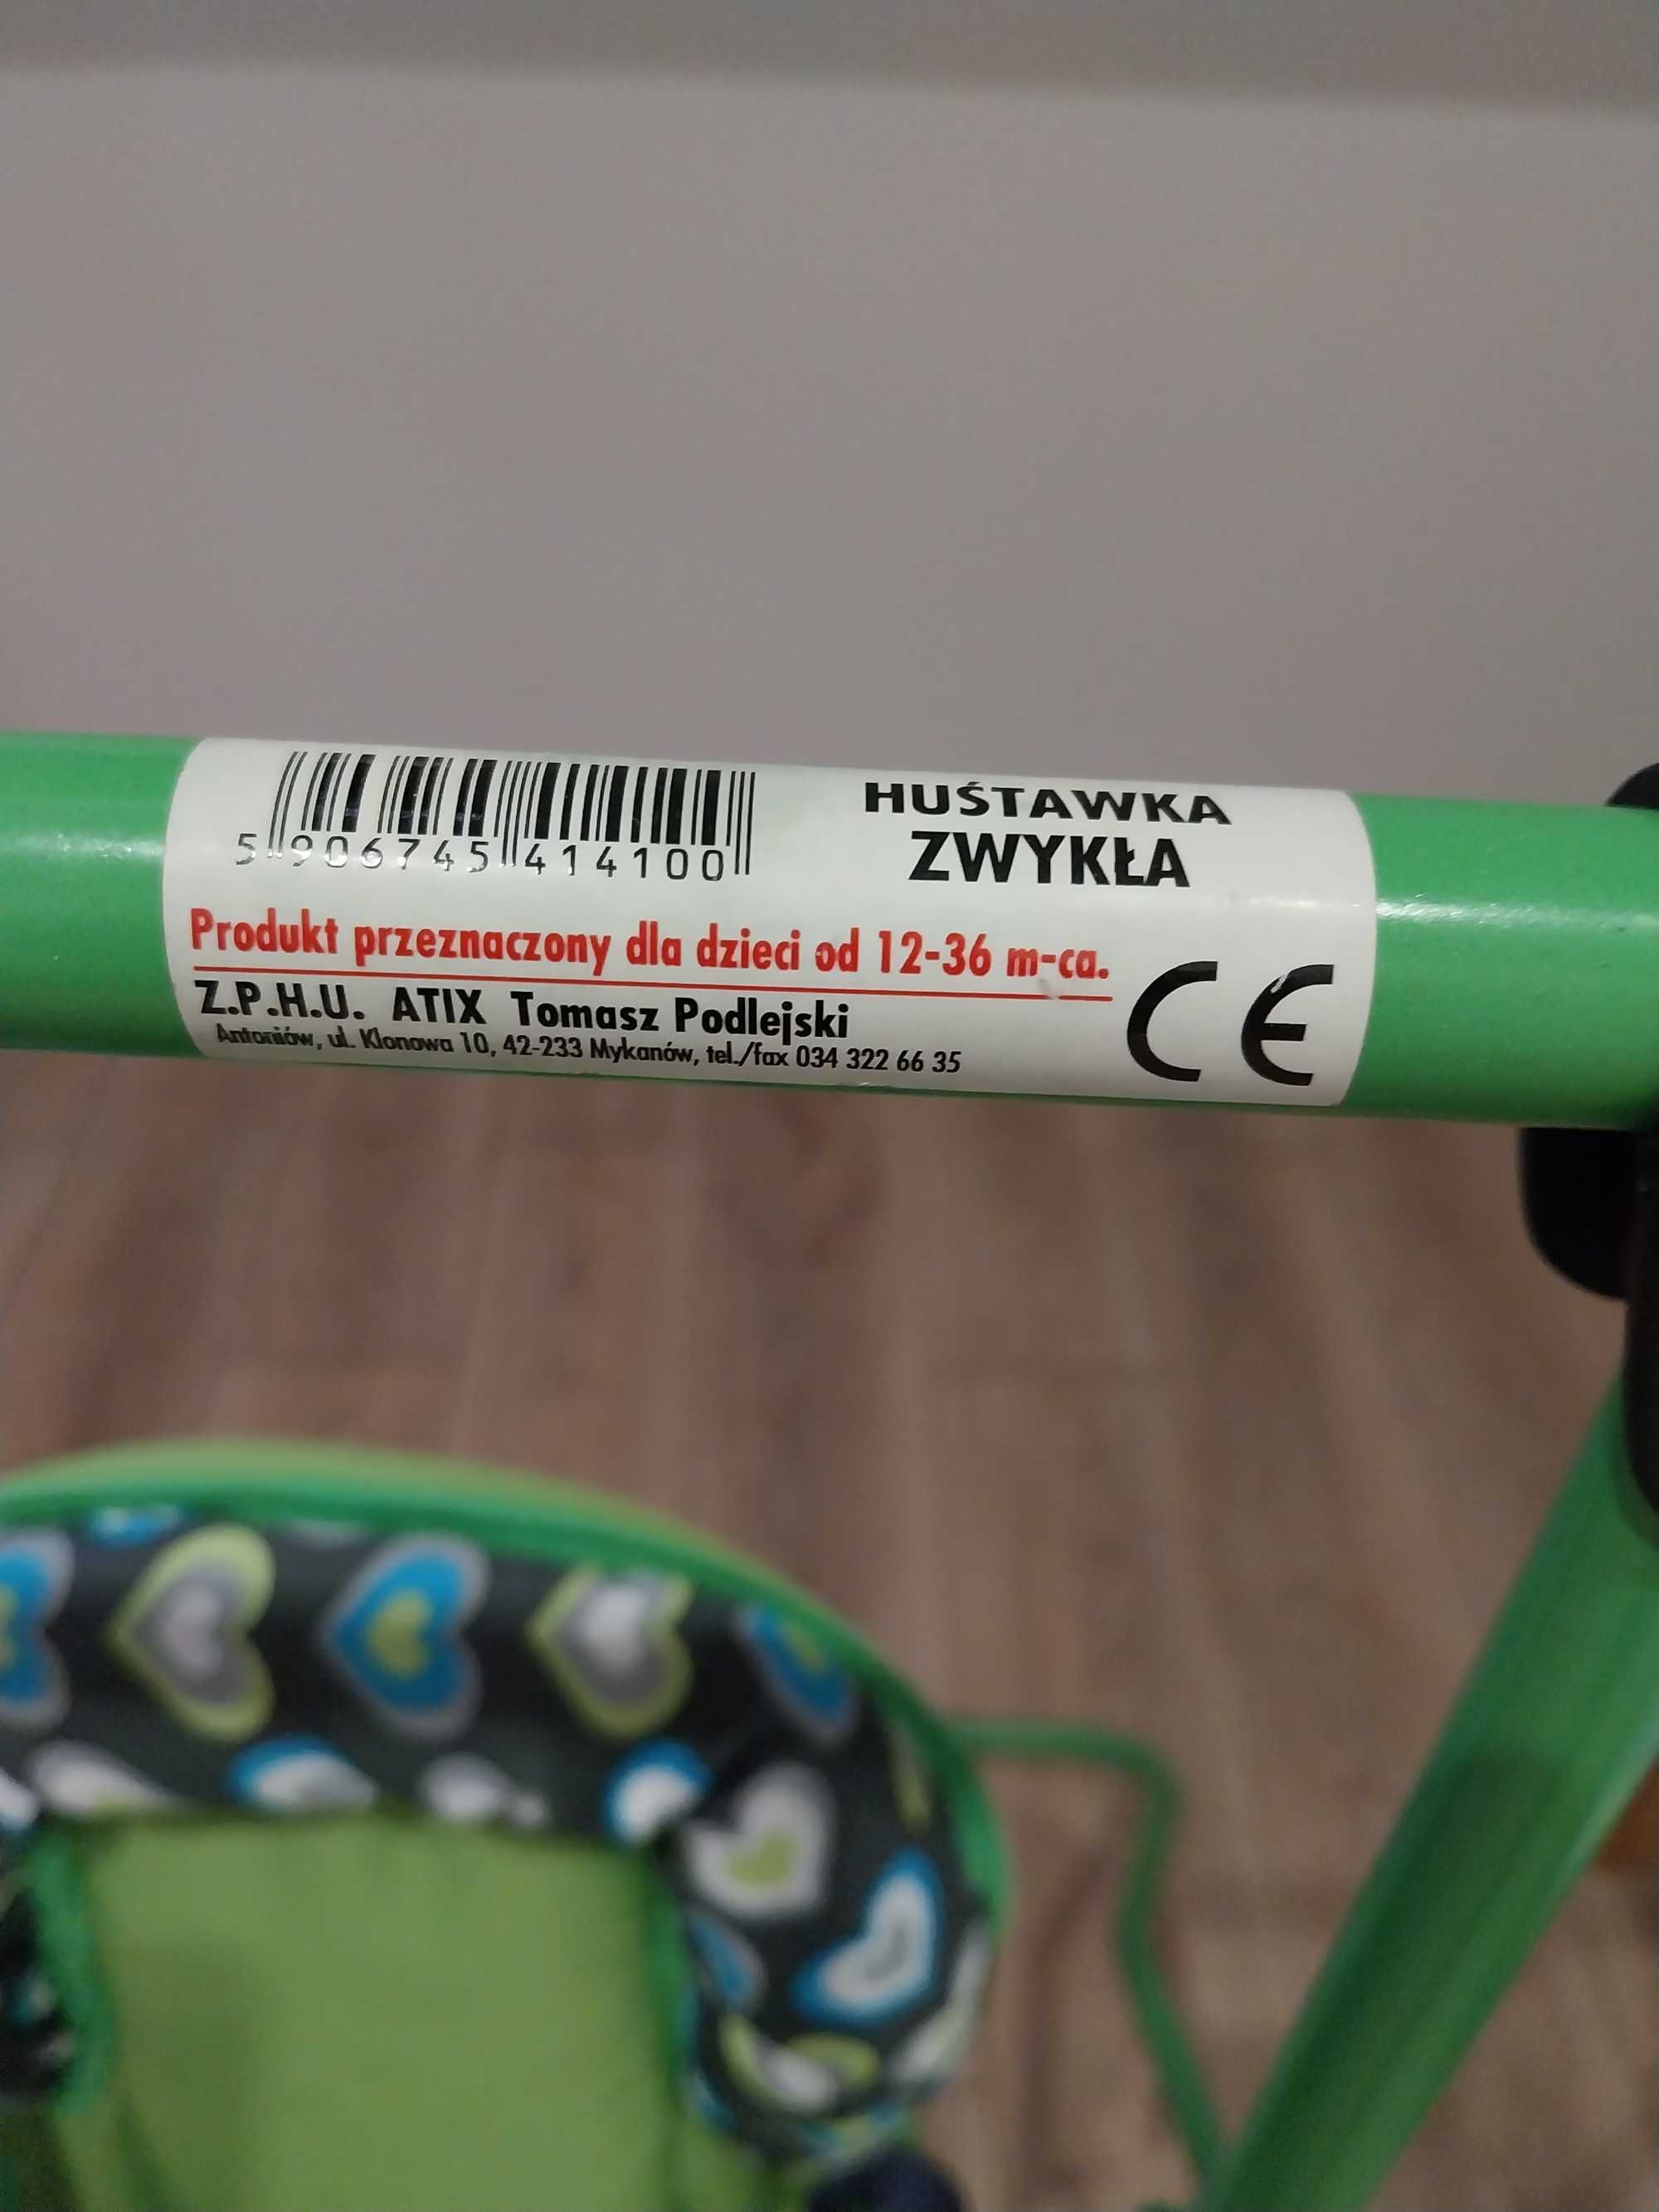 5 906745 414100
HUŚTAWKA
ZWYKŁA
Produkt przeznaczony dla dzieci od 12-36 m-ca.
Z.P.H.U. ATIX Tomasz Podlejski
Antoniów, ul. Klonowa 10, 42-233 Mykanów, tel./fax 034 322 66 35
CE